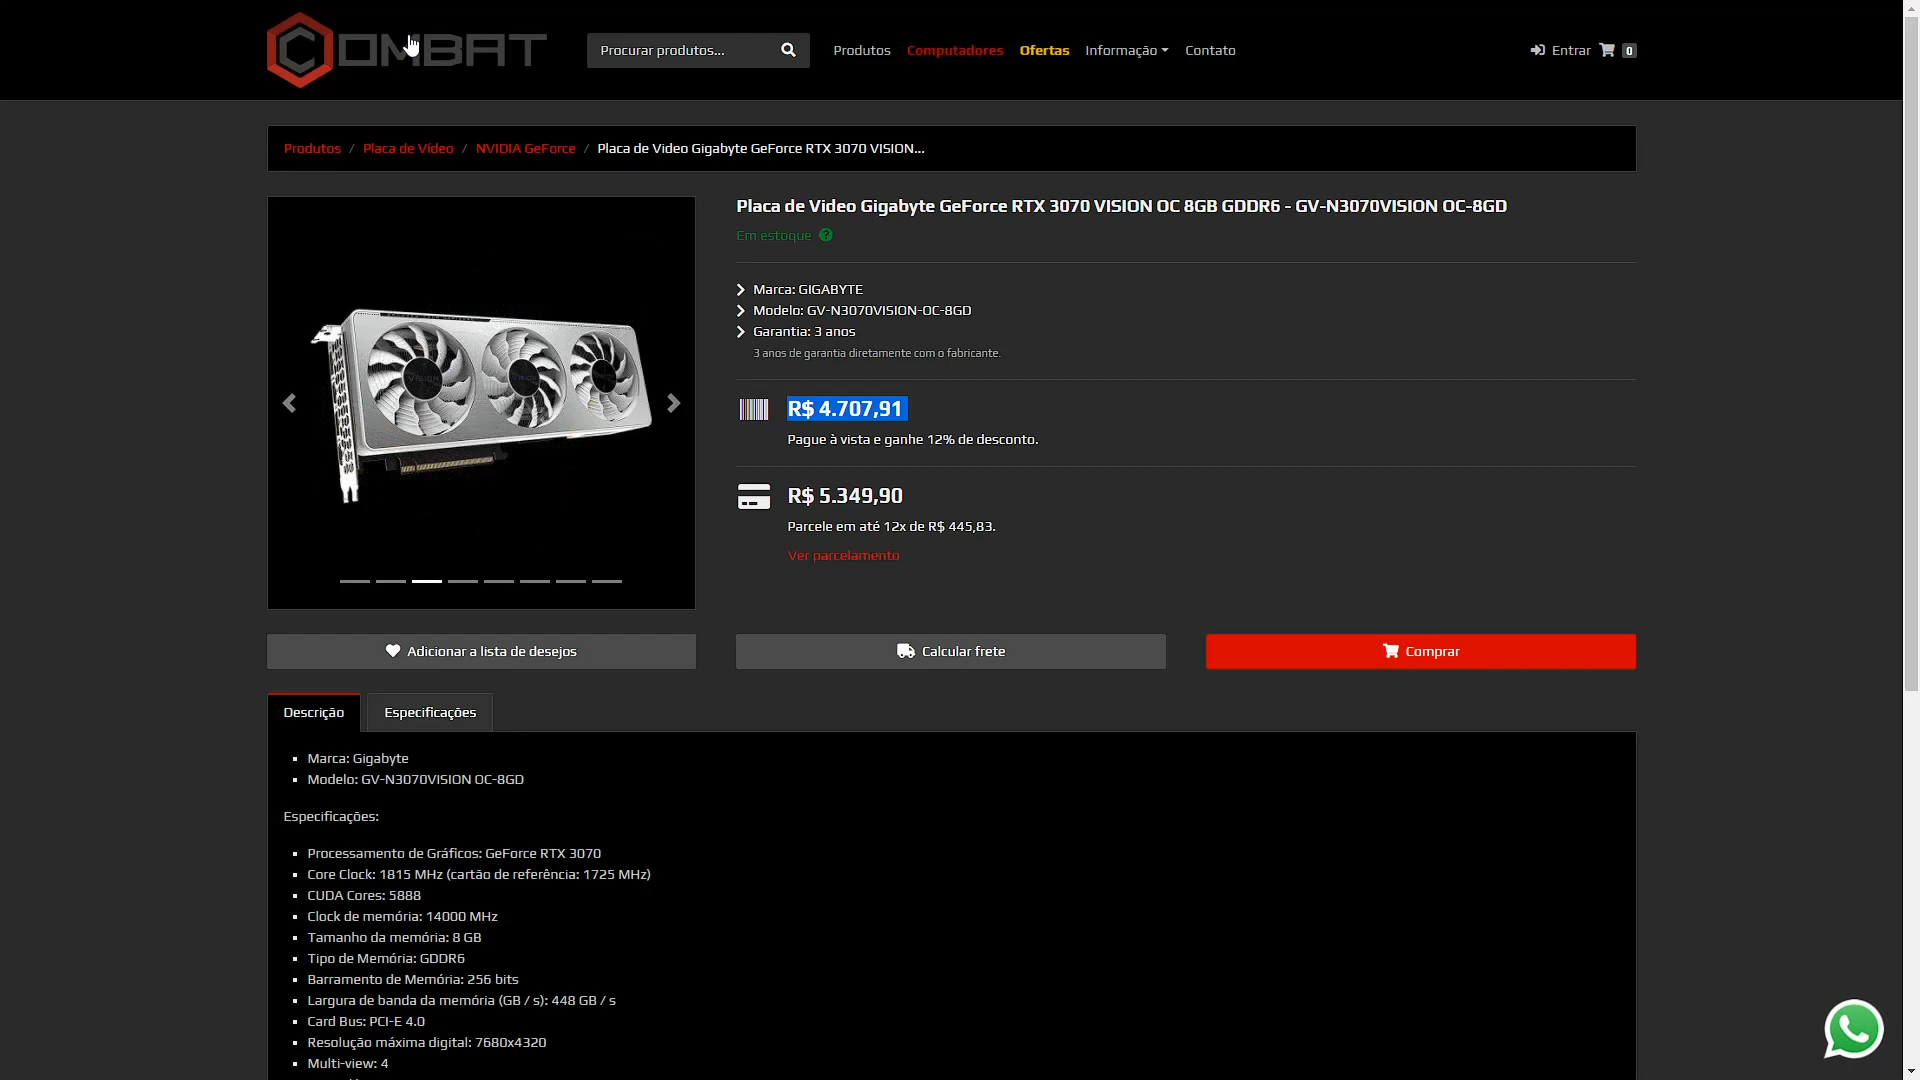 COMBAT
Procurar produtos...
Produtos
Computadores
Ofertas
Informação
Contato
Entrar
0
Produtos / Placa de Vídeo / NVIDIA GeForce / Placa de Video Gigabyte GeForce RTX 3070 VISION...
Placa de Video Gigabyte GeForce RTX 3070 VISION OC 8GB GDDR6 - GV-N3070VISION OC-8GD
Em estoque
Marca: GIGABYTE
Modelo: GV-N3070VISION-OC-8GD
Garantia: 3 anos
3 anos de garantia diretamente com o fabricante.
R$ 4.707,91
Pague à vista e ganhe 12% de desconto.
R$ 5.349,90
Parcele em até 12x de R$ 445,83.
Ver parcelamento
Adicionar a lista de desejos
Calcular frete
Comprar
Descrição
Especificações
Marca: Gigabyte
Modelo: GV-N3070VISION OC-8GD
Especificações:
Processamento de Gráficos: GeForce RTX 3070
Core Clock: 1815 MHz (cartão de referência: 1725 MHz)
CUDA Cores: 5888
Clock de memória: 14000 MHz
Tamanho da memória: 8 GB
Tipo de Memória: GDDR6
Barramento de Memória: 256 bits
Largura de banda da memória (GB / s): 448 GB / s
Card Bus: PCI-E 4.0
Resolução máxima digital: 7680x4320
Multi-view: 4